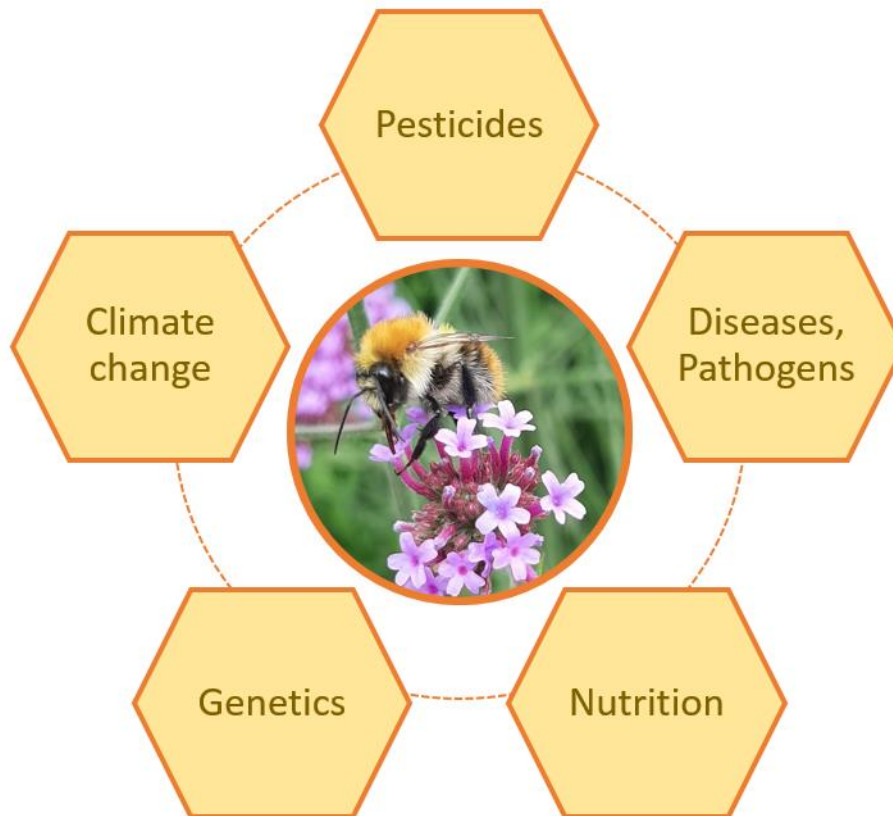 Pesticides
Climate
change
Diseases,
Pathogens
Genetics
Nutrition